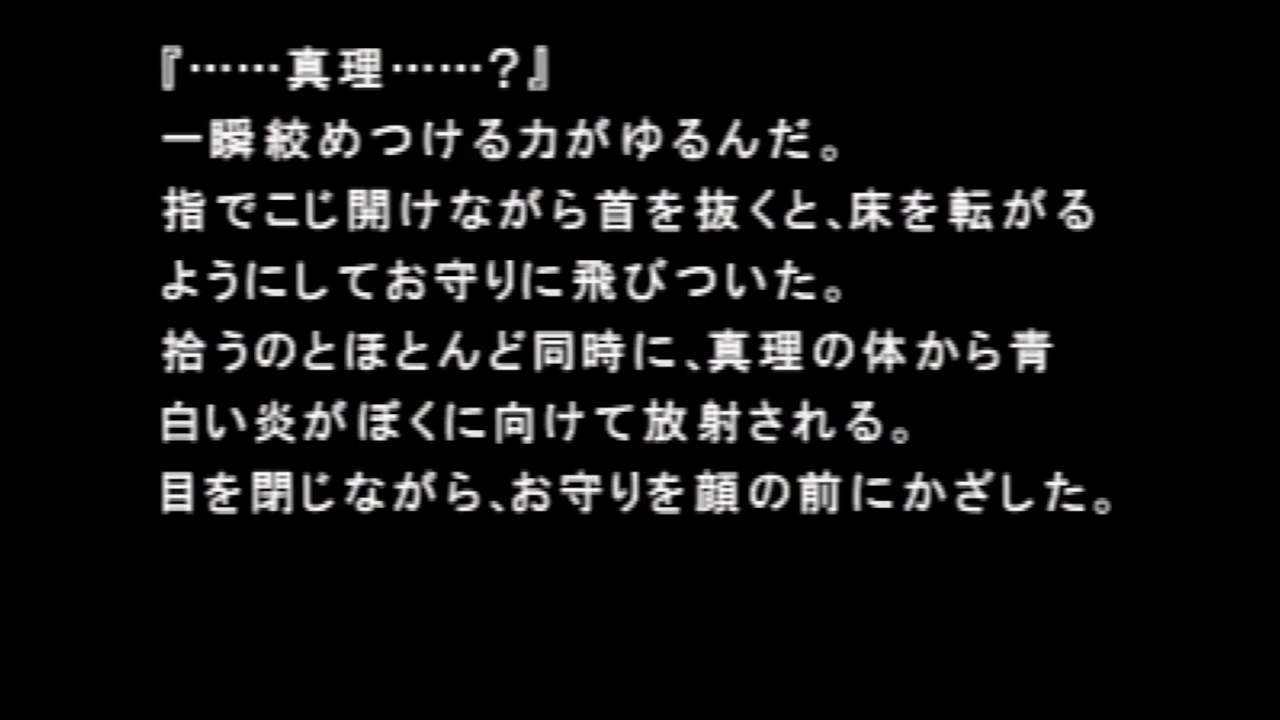 『……真理……？』
一瞬絞めつける力がゆるんだ。
指でこじ開けながら首を抜くと、床を転がる
ようにしてお守りに飛びついた。
拾うのとほとんど同時に、真理の体から青
白い炎がぼくに向けて放射される。
目を閉じながら、お守りを顔の前にかざした。